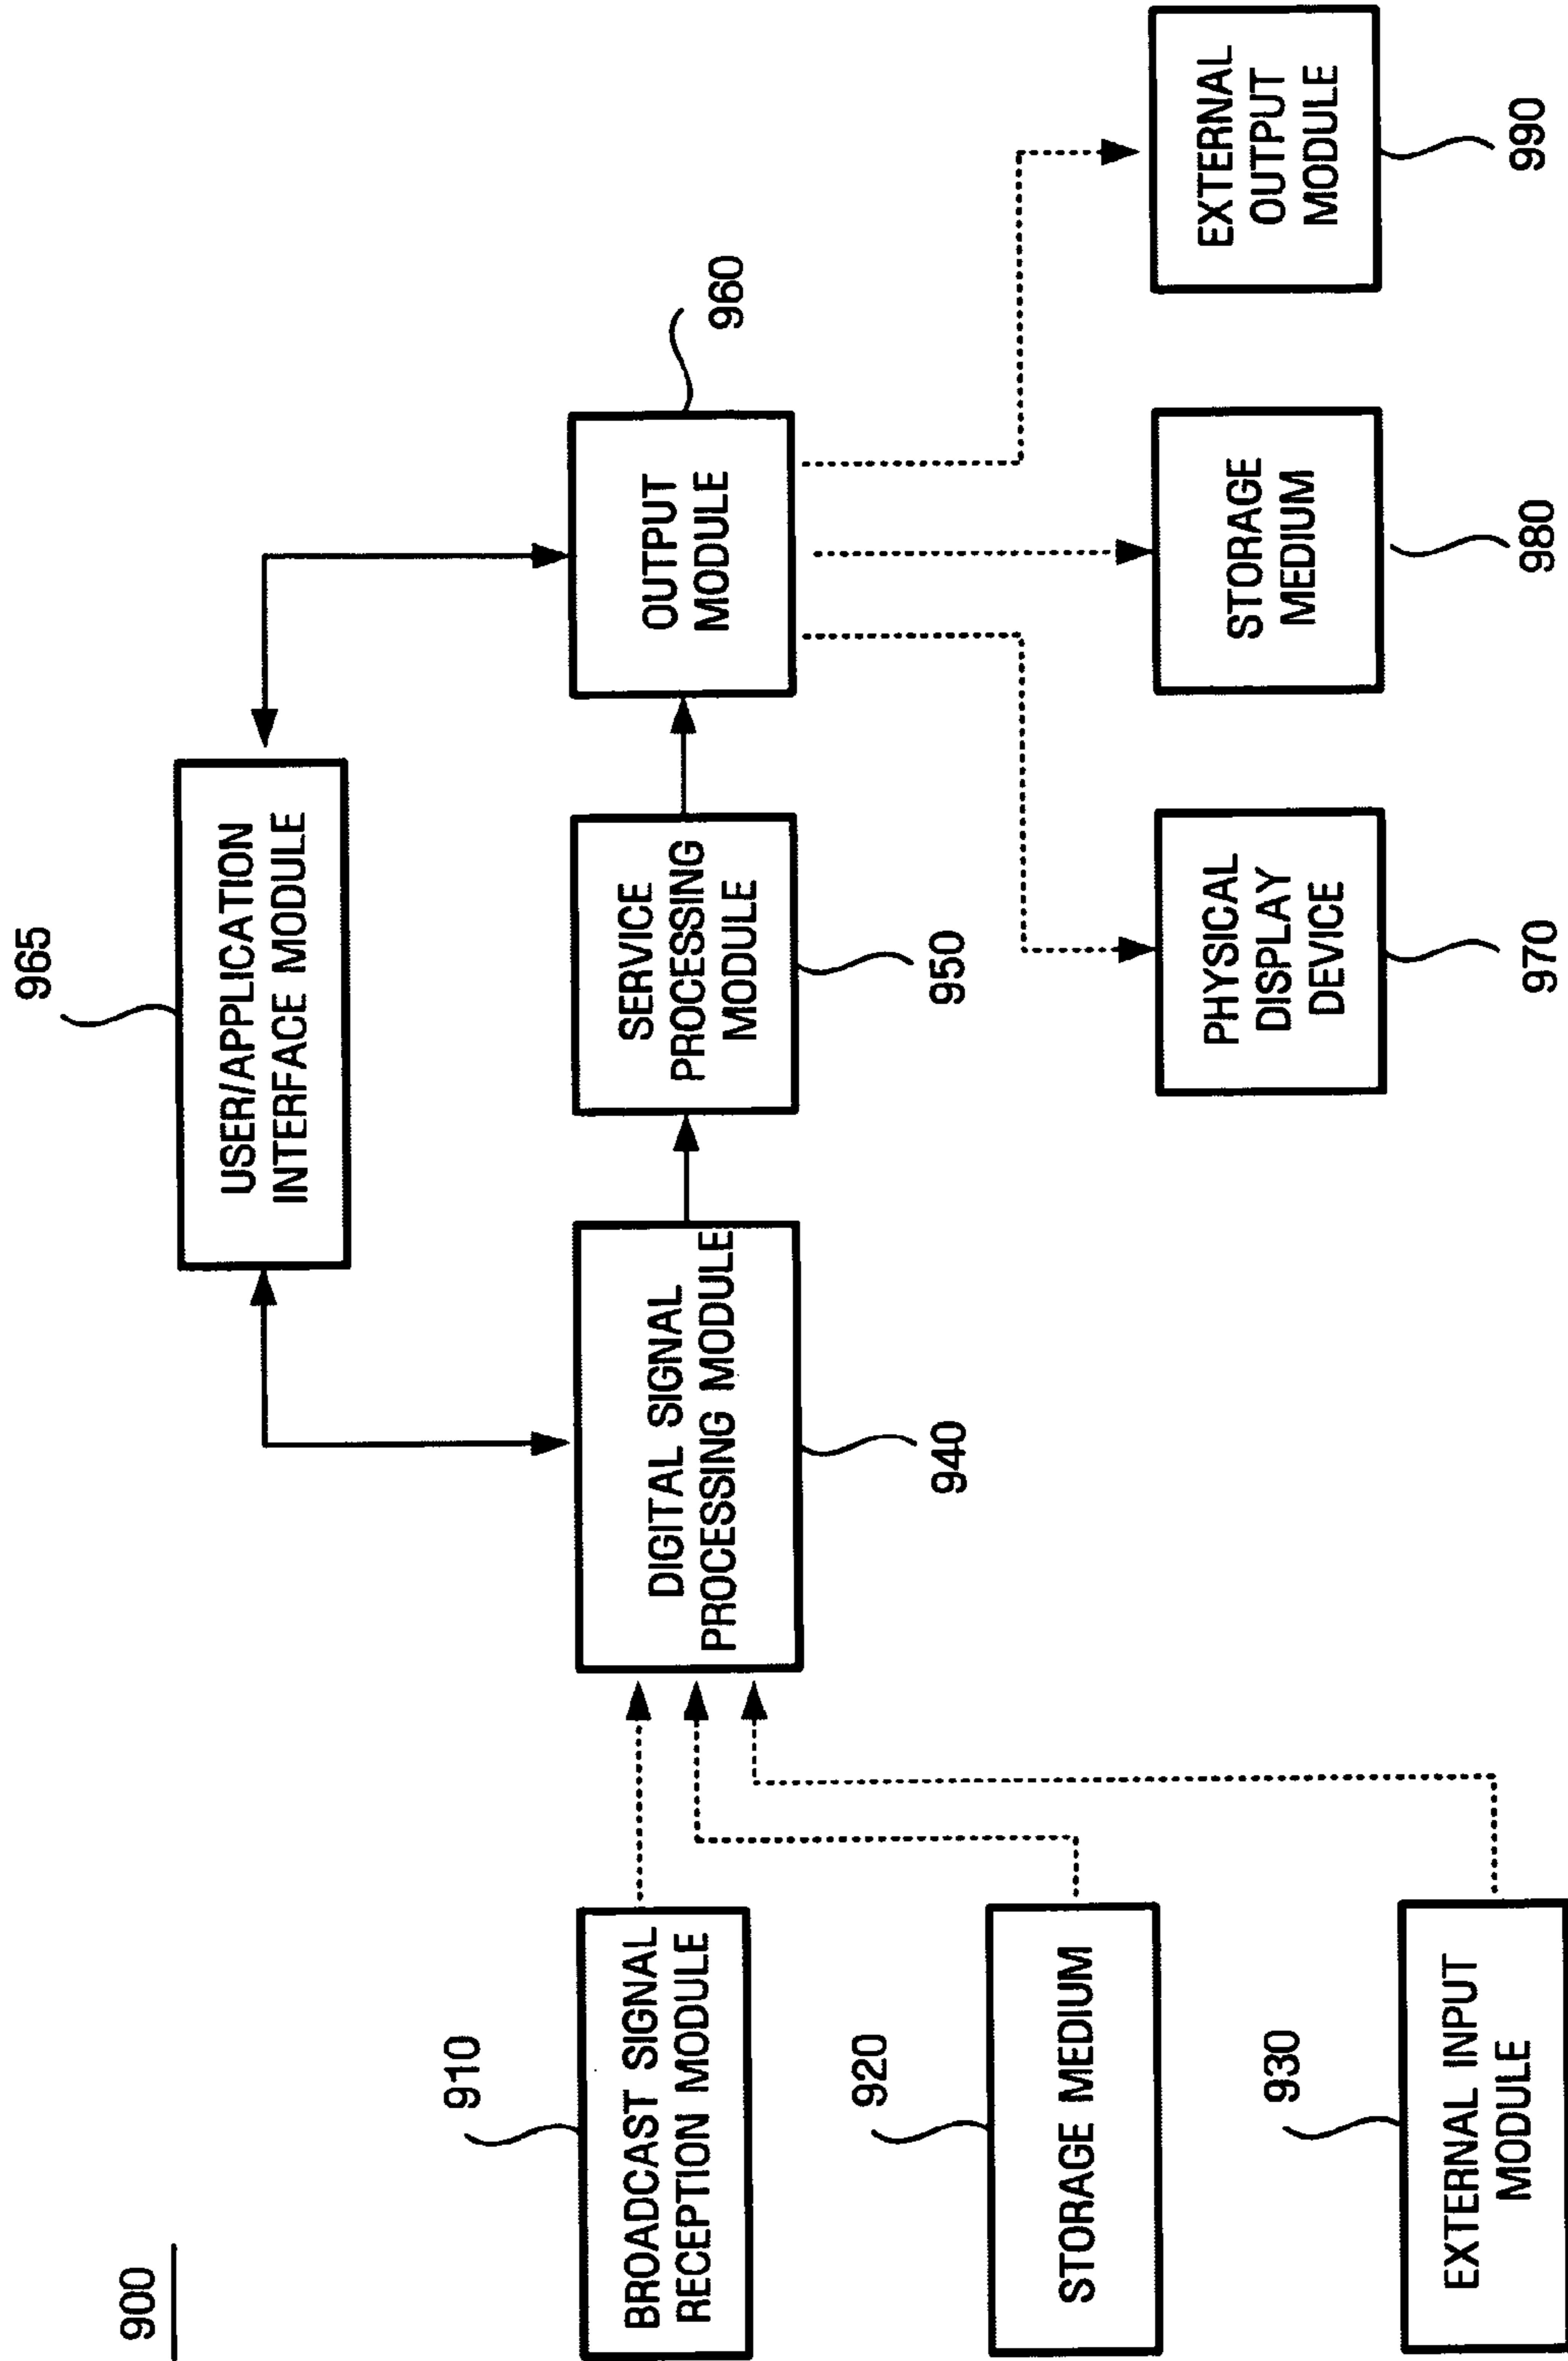 900
965
USER/APPLICATION
INTERFACE MODULE
910
BROADCAST SIGNAL
RECEPTION MODULE
DIGITAL SIGNAL
PROCESSING MODULE
940
SERVICE
PROCESSING
MODULE
950
OUTPUT
MODULE
960
920
STORAGE MEDIUM
930
EXTERNAL INPUT
MODULE
PHYSICAL
DISPLAY
DEVICE
970
STORAGE
MEDIUM
980
EXTERNAL
OUTPUT
MODULE
990